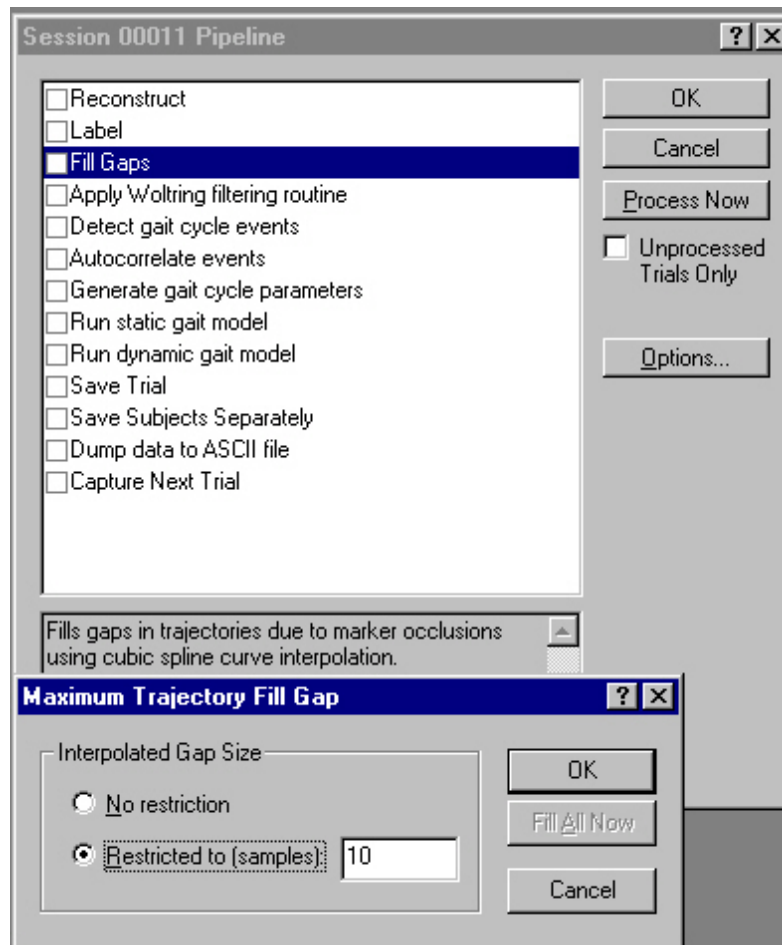 Session 00011 Pipeline
Reconstruct
Label
Fill Gaps
Apply Woltring filtering routine
Detect gait cycle events
Autocorrelate events
Generate gait cycle parameters
Run static gait model
Run dynamic gait model
Save Trial
Save Subjects Separately
Dump data to ASCII file
Capture Next Trial
OK
Cancel
Process Now
Unprocessed
Trials Only
Options...
Fills gaps in trajectories due to marker occlusions
using cubic spline curve interpolation.
Maximum Trajectory Fill Gap
Interpolated Gap Size
No restriction
Restricted to (samples): 10
OK
Fill All Now
Cancel